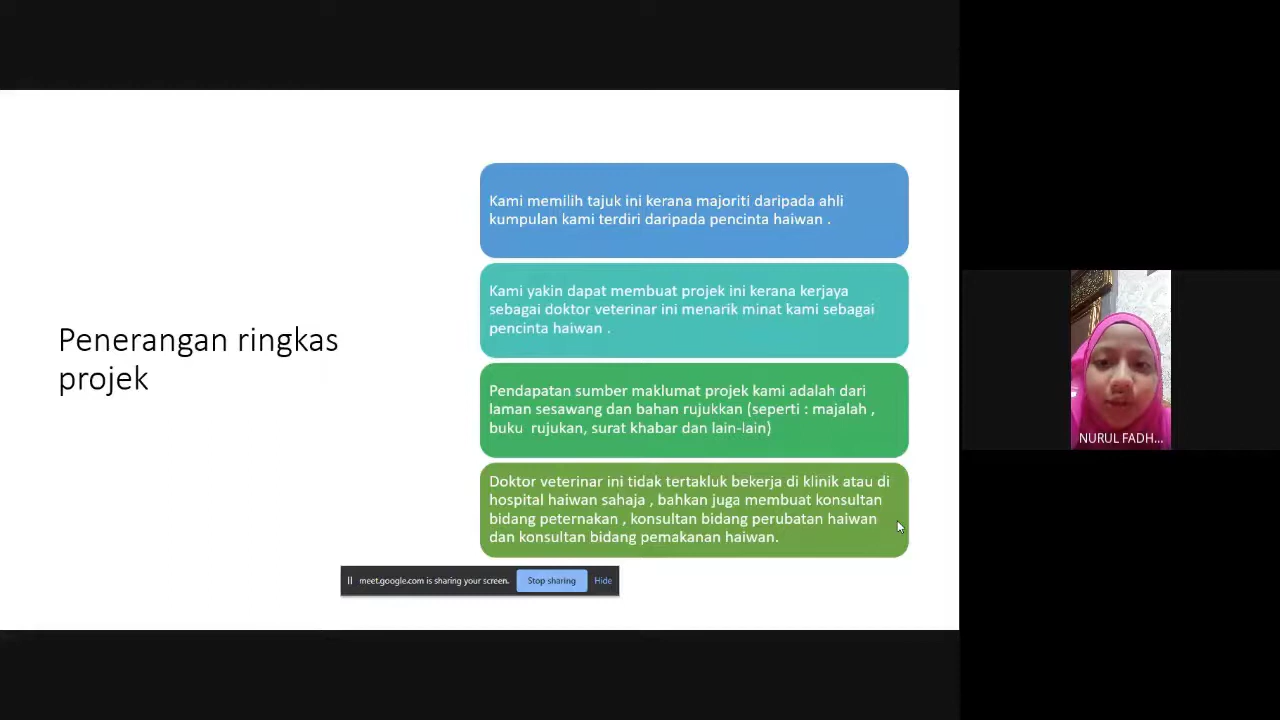 Penerangan ringkas
projek
Kami memilih tajuk ini kerana majoriti daripada ahli
kumpulan kami terdiri daripada pencinta haiwan .
Kami yakin dapat membuat projek ini kerana kerjaya
sebagai doktor veterinar ini menarik minat kami sebagai
pencinta haiwan .
Pendapatan sumber maklumat projek kami adalah dari
laman sesawang dan bahan rujukkan (seperti : majalah ,
buku  rujukan, surat khabar dan lain-lain)
Doktor veterinar ini tidak tertakluk bekerja di klinik atau di
hospital haiwan sahaja , bahkan juga membuat konsultan
bidang peternakan , konsultan bidang perubatan haiwan
dan konsultan bidang pemakanan haiwan.
meet.google.com is sharing your screen.
Stop sharing
Hide
NURUL FADH...